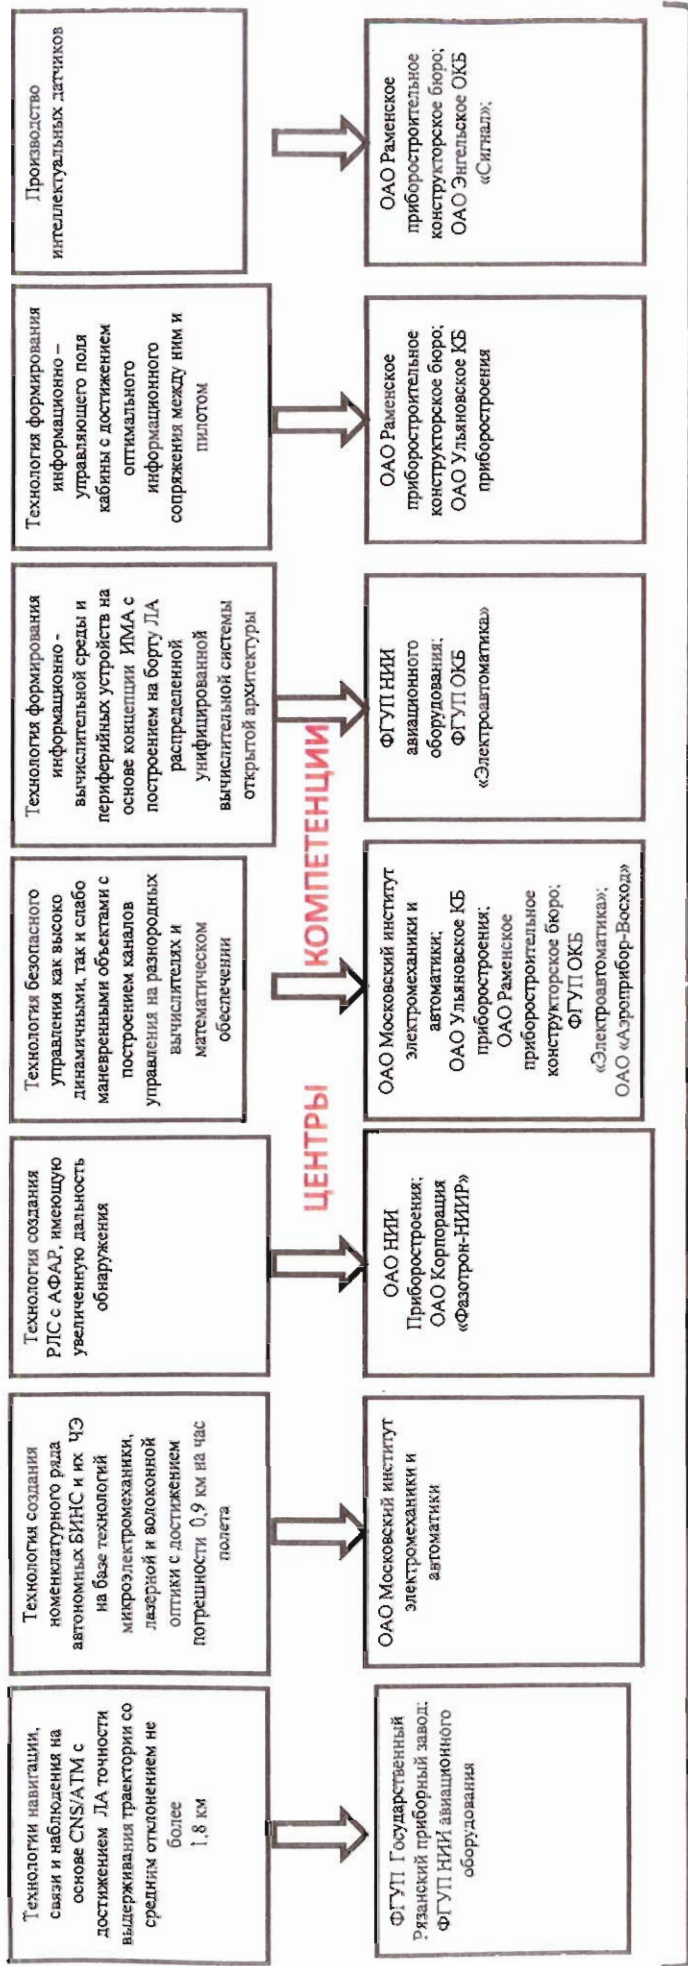 Технологии навигации,
связи и наблюдения на
основе CNS/ATM с
достижением ЛА точности
выдерживания траектории со
средним отклонением не
более
1,8 км
Технология создания
номенклатурного ряда
автономных БИНС и их ЧЭ
на базе технологий
микроэлектромеханики,
лазерной и волоконной
оптики с достижением
погрешности 0,9 км на час
полета
Технология создания
РЛС с АФАР, имеющую
увеличенную дальность
обнаружения
Технология безопасного
управления как высоко
динамичными, так и слабо
маневренными объектами с
построением каналов
управления на разнородных
вычислителях и
математическом
обеспечении
Технология формирования
информационно -
вычислительной среды и
периферийных устройств на
основе концепции ИМА с
построением на борту ЛА
распределенной
унифицированной
вычислительной системы
открытой архитектуры
Технология формирования
информационно –
управляющего поля
кабины с достижением
оптимального
информационного
сопряжения между ним и
пилотом
Производство
интеллектуальных датчиков
ЦЕНТРЫ КОМПЕТЕНЦИИ
ФГУП Государственный
Рязанский приборный завод;
ФГУП НИИ авиационного
оборудования
ОАО Московский институт
электромеханики и
автоматики
ОАО НИИ
Приборостроения;
ОАО Корпорация
«Фазотрон-НИИР»
ОАО Московский институт
электромеханики и
автоматики;
ОАО Ульяновское КБ
приборостроения;
ОАО Раменское
приборостроительное
конструкторское бюро;
ФГУП ОКБ
«Электроавтоматика»;
ОАО «Аэроприбор-Восход»
ФГУП НИИ
авиационного
оборудования;
ФГУП ОКБ
«Электроавтоматика»
ОАО Раменское
приборостроительное
конструкторское бюро;
ОАО Ульяновское КБ
приборостроения
ОАО Раменское
приборостроительное
конструкторское бюро;
ОАО Энгельское ОКБ
«Сигнал»;